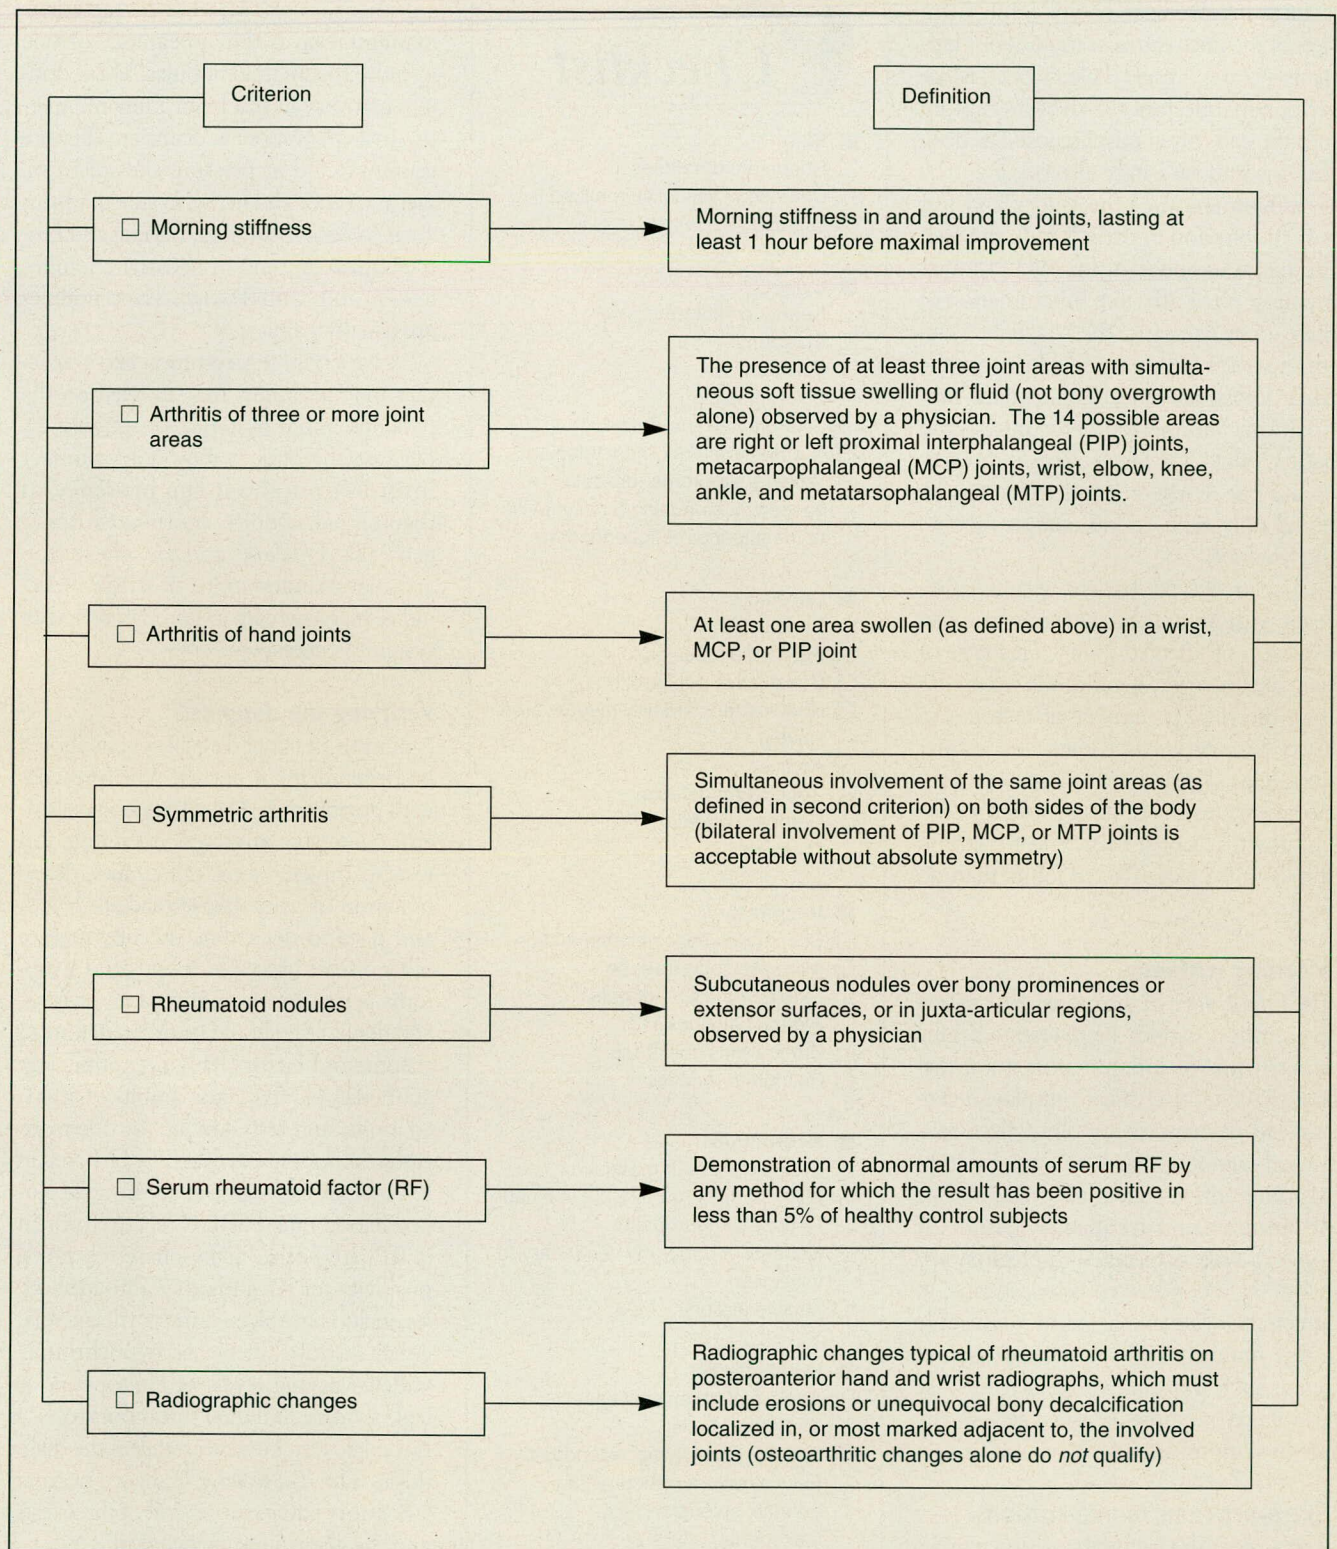 Criterion
Definition
☐ Morning stiffness
Morning stiffness in and around the joints, lasting at
least 1 hour before maximal improvement
☐ Arthritis of three or more joint
areas
The presence of at least three joint areas with simulta-
neous soft tissue swelling or fluid (not bony overgrowth
alone) observed by a physician. The 14 possible areas
are right or left proximal interphalangeal (PIP) joints,
metacarpophalangeal (MCP) joints, wrist, elbow, knee,
ankle, and metatarsophalangeal (MTP) joints.
☐ Arthritis of hand joints
At least one area swollen (as defined above) in a wrist,
MCP, or PIP joint
☐ Symmetric arthritis
Simultaneous involvement of the same joint areas (as
defined in second criterion) on both sides of the body
(bilateral involvement of PIP, MCP, or MTP joints is
acceptable without absolute symmetry)
☐ Rheumatoid nodules
Subcutaneous nodules over bony prominences or
extensor surfaces, or in juxta-articular regions,
observed by a physician
☐ Serum rheumatoid factor (RF)
Demonstration of abnormal amounts of serum RF by
any method for which the result has been positive in
less than 5% of healthy control subjects
☐ Radiographic changes
Radiographic changes typical of rheumatoid arthritis on
posteroanterior hand and wrist radiographs, which must
include erosions or unequivocal bony decalcification
localized in, or most marked adjacent to, the involved
joints (osteoarthritic changes alone do not qualify)